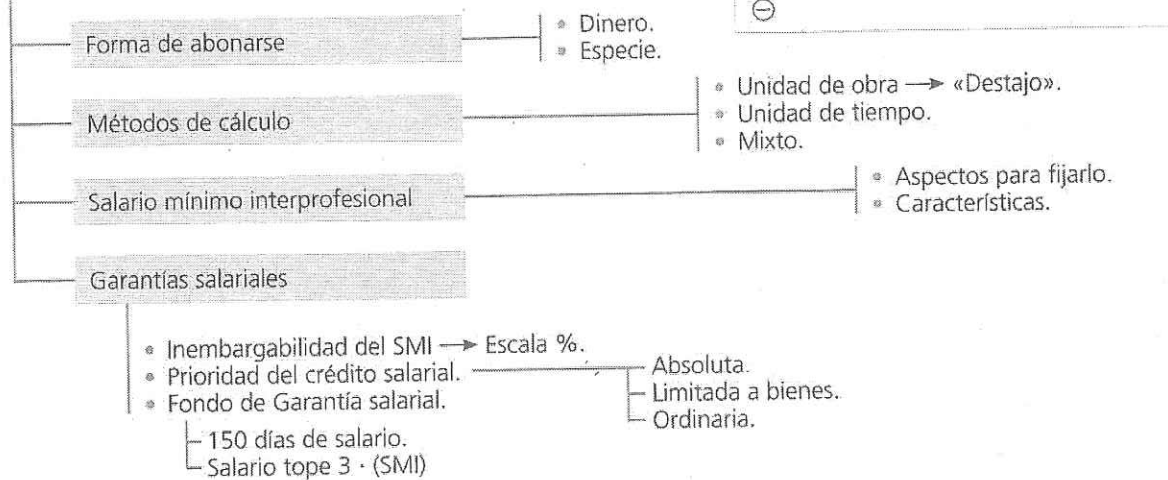 ⊖
Forma de abonarse
• Dinero.
• Especie.
Métodos de cálculo
• Unidad de obra → «Destajo».
• Unidad de tiempo.
• Mixto.
Salario mínimo interprofesional
• Aspectos para fijarlo.
• Características.
Garantías salariales
• Inembargabilidad del SMI → Escala %.
• Prioridad del crédito salarial.
Absoluta.
Limitada a bienes.
Ordinaria.
• Fondo de Garantía salarial.
150 días de salario.
Salario tope 3 · (SMI)